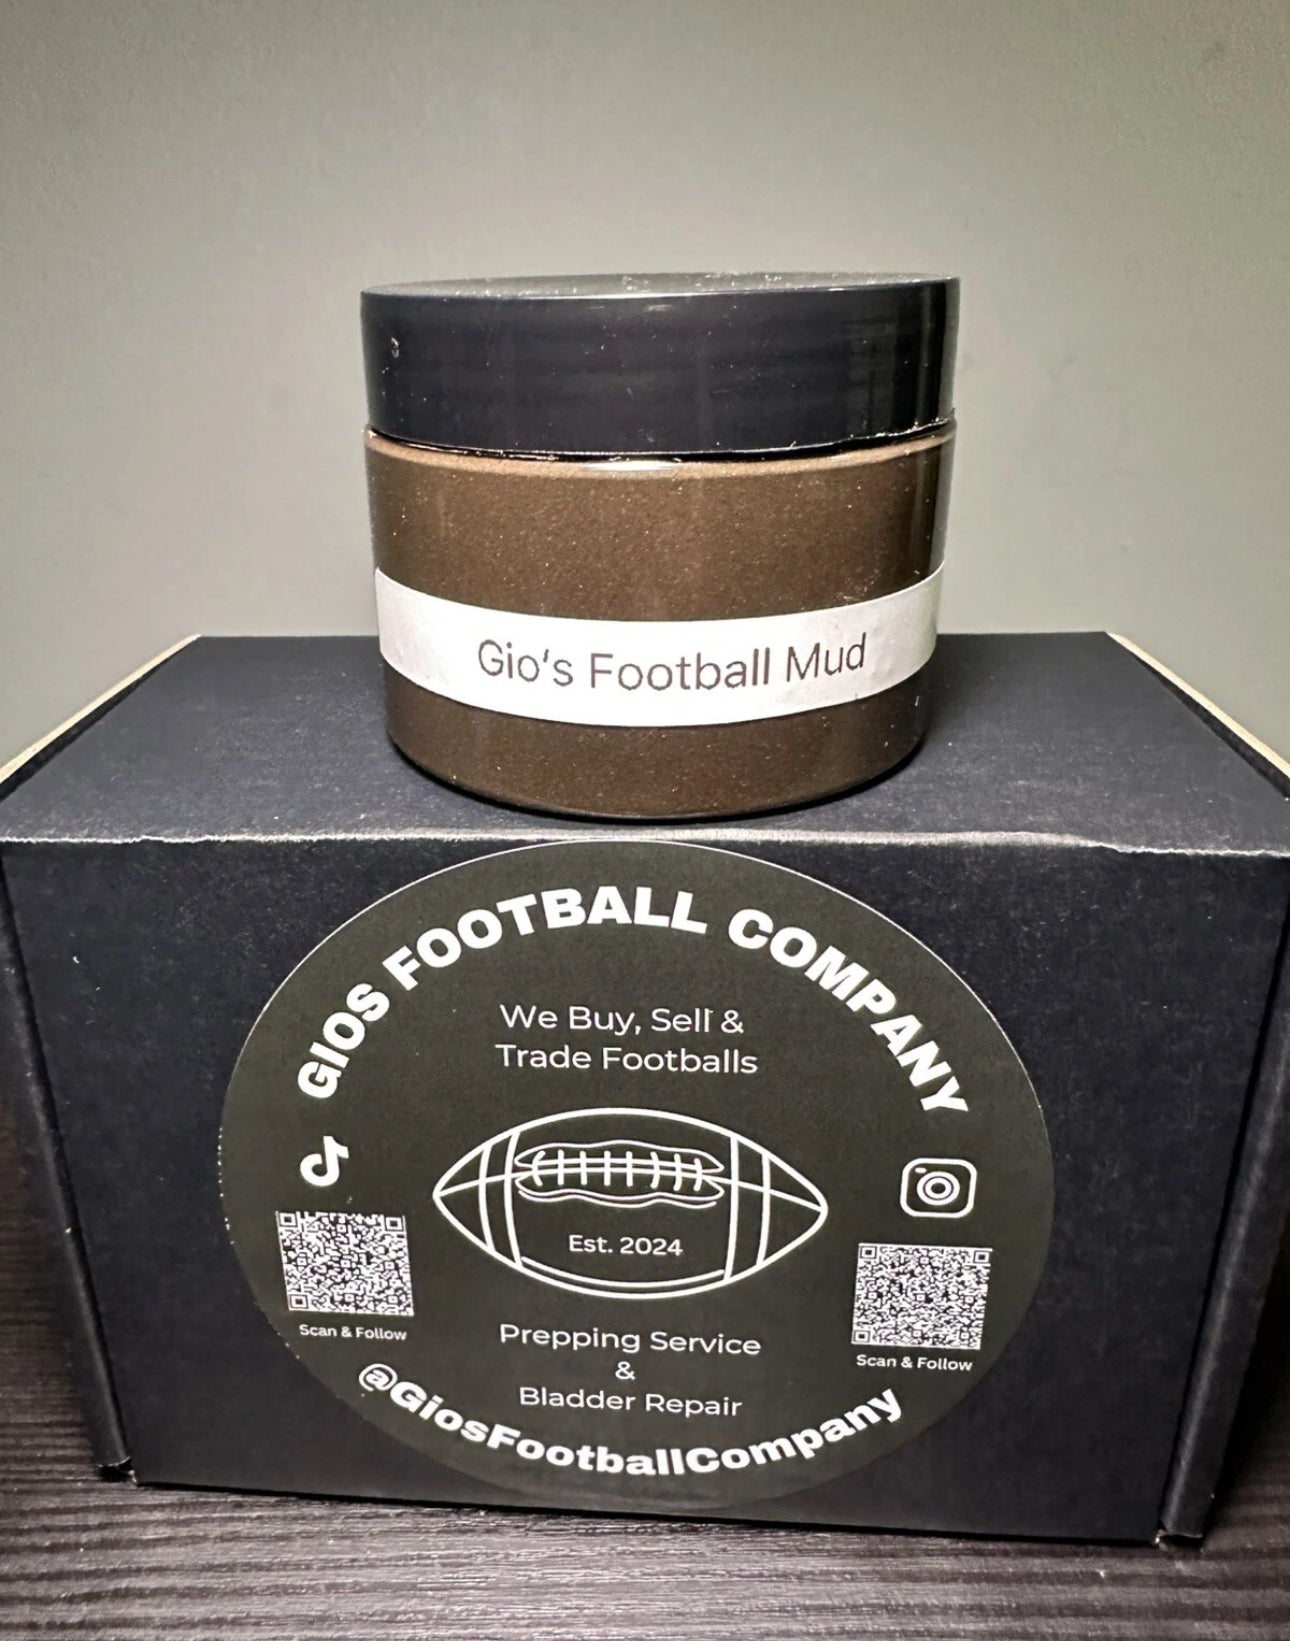 Gio's Football Mud
GIOS FOOTBALL COMPANY
We Buy, Sell &
Trade Footballs
Est. 2024
Scan & Follow
Scan & Follow
Prepping Service
&
Bladder Repair
@GiosFootballCompany